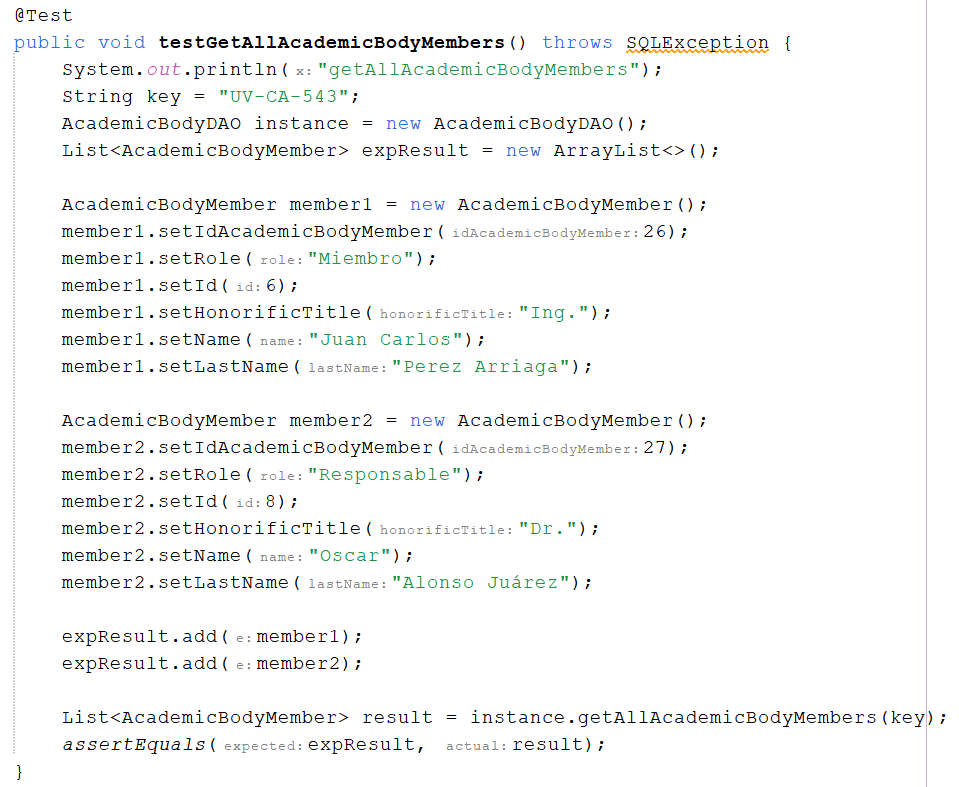 @Test
public void testGetAllAcademicBodyMembers() throws SQLException {
System.out.println( x: "getAllAcademicBodyMembers");
String key = "UV-CA-543";
AcademicBodyDAO instance = new AcademicBodyDAO();
List<AcademicBodyMember> expResult = new ArrayList<>();
AcademicBodyMember member1 = new AcademicBodyMember();
member1.setIdAcademicBodyMember( idAcademicBodyMember: 26);
member1.setRole( role: "Miembro");
member1.setId( id: 6);
member1.setHonorificTitle( honorificTitle: "Ing.");
member1.setName( name: "Juan Carlos");
member1.setLastName( lastName: "Perez Arriaga");
AcademicBodyMember member2 = new AcademicBodyMember();
member2.setIdAcademicBodyMember( idAcademicBodyMember: 27);
member2.setRole( role: "Responsable");
member2.setId( id: 8);
member2.setHonorificTitle( honorificTitle: "Dr.");
member2.setName( name: "Oscar");
member2.setLastName( lastName: "Alonso Juárez");
expResult.add( e: member1);
expResult.add( e: member2);
List<AcademicBodyMember> result = instance.getAllAcademicBodyMembers(key);
assertEquals( expected: expResult, actual: result);
}